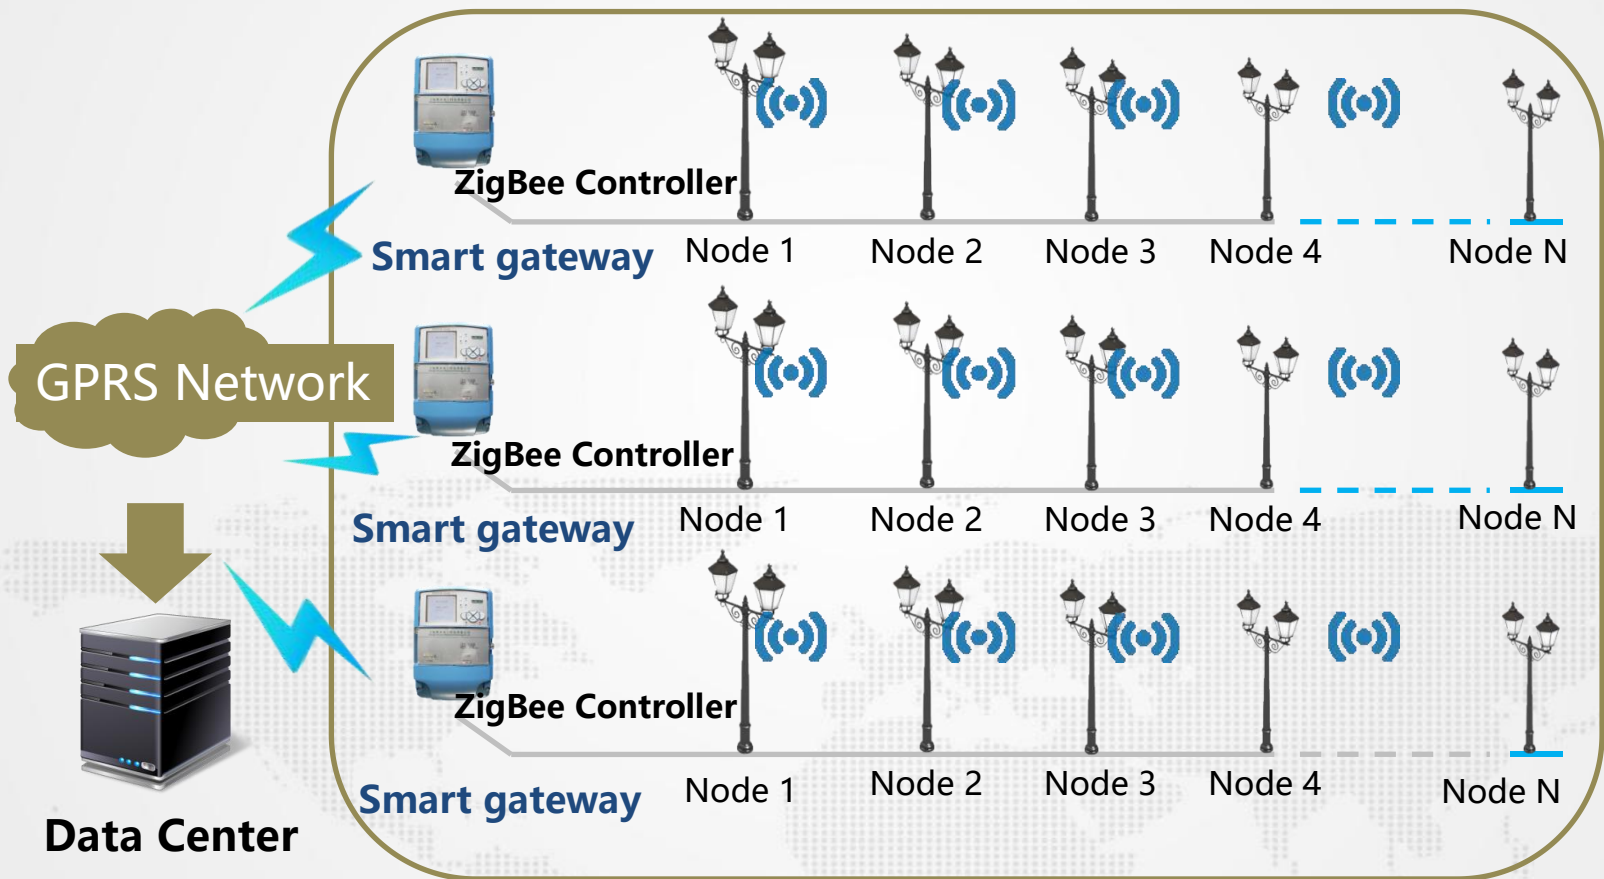 ZigBee Controller
Smart gateway
Node 1
Node 2
Node 3
Node 4
Node N
GPRS Network
ZigBee Controller
Smart gateway
Node 1
Node 2
Node 3
Node 4
Node N
ZigBee Controller
Smart gateway
Node 1
Node 2
Node 3
Node 4
Node N
Data Center